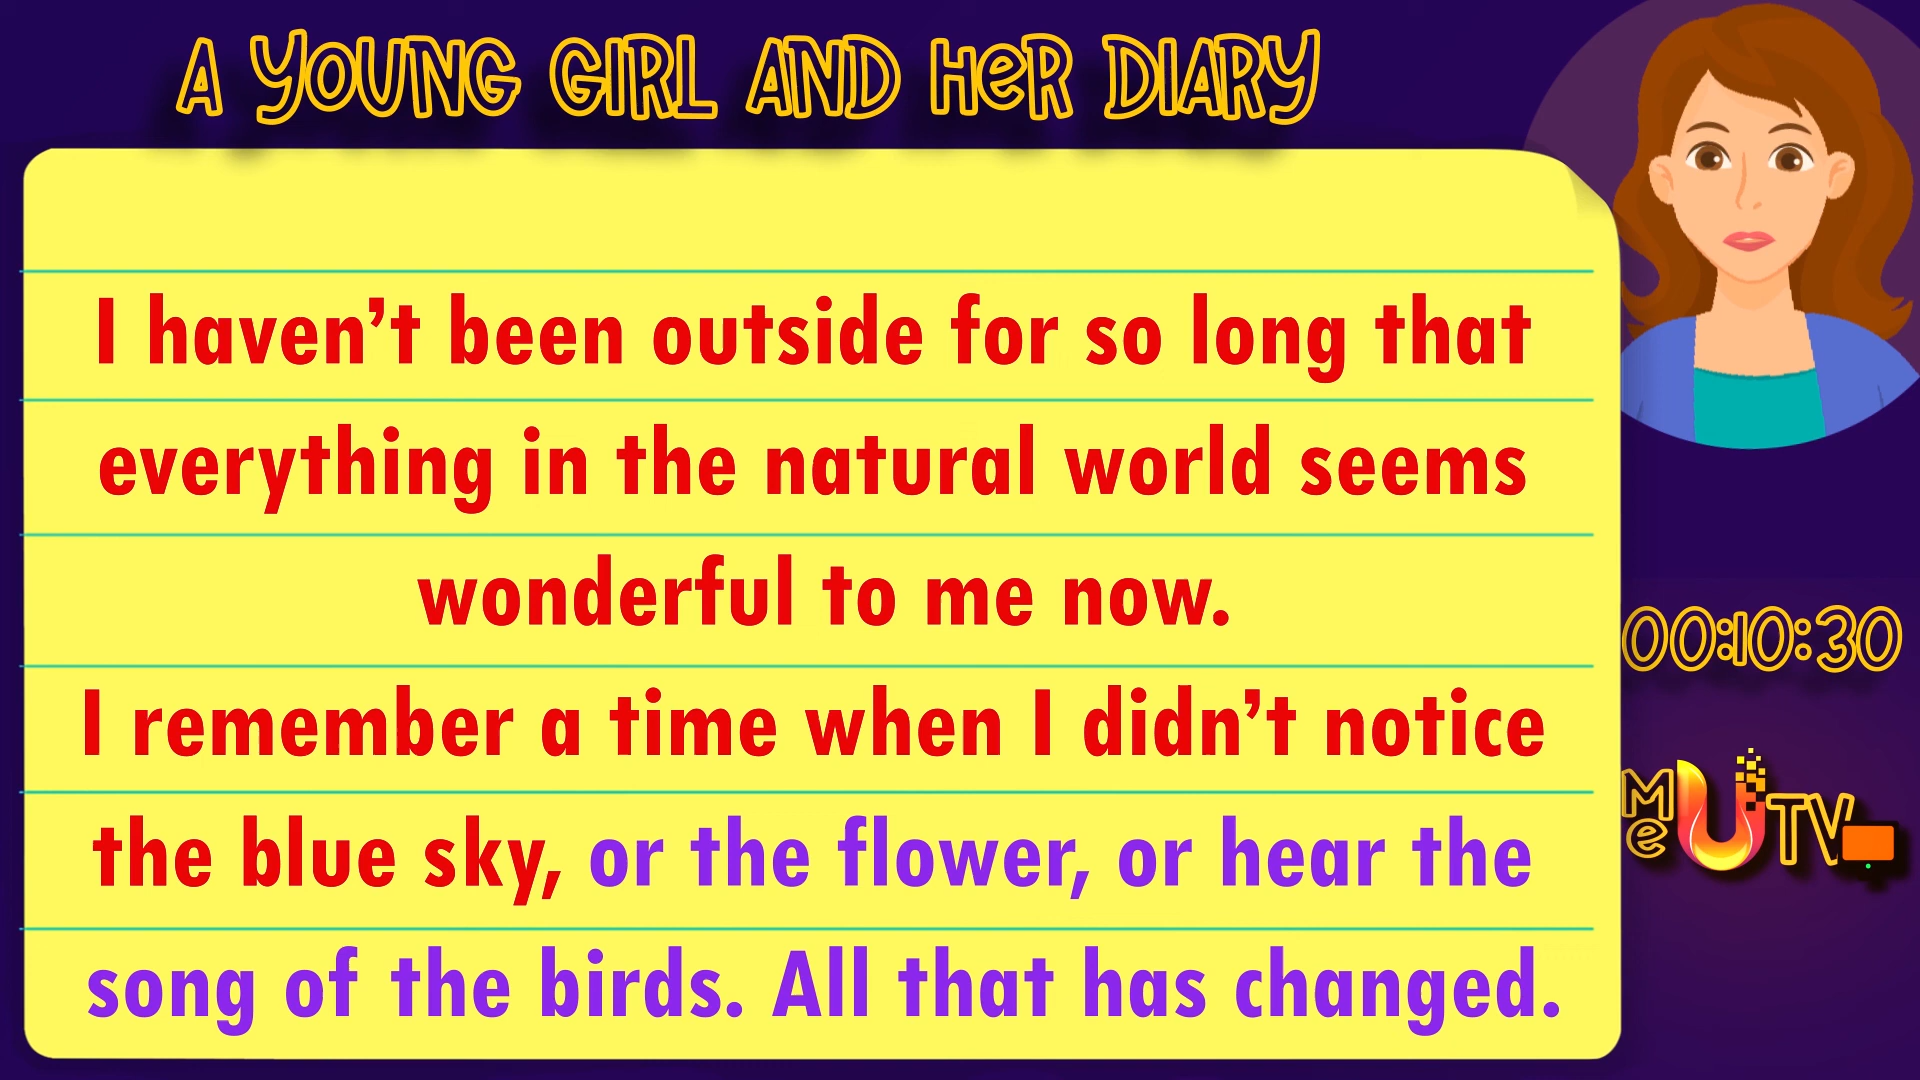 A YOUNG GIRL AND HeR DIARY
I haven’t been outside for so long that
everything in the natural world seems
wonderful to me now.
I remember a time when I didn’t notice
the blue sky, or the flower, or hear the
song of the birds. All that has changed.
00:10:30
Me U TV